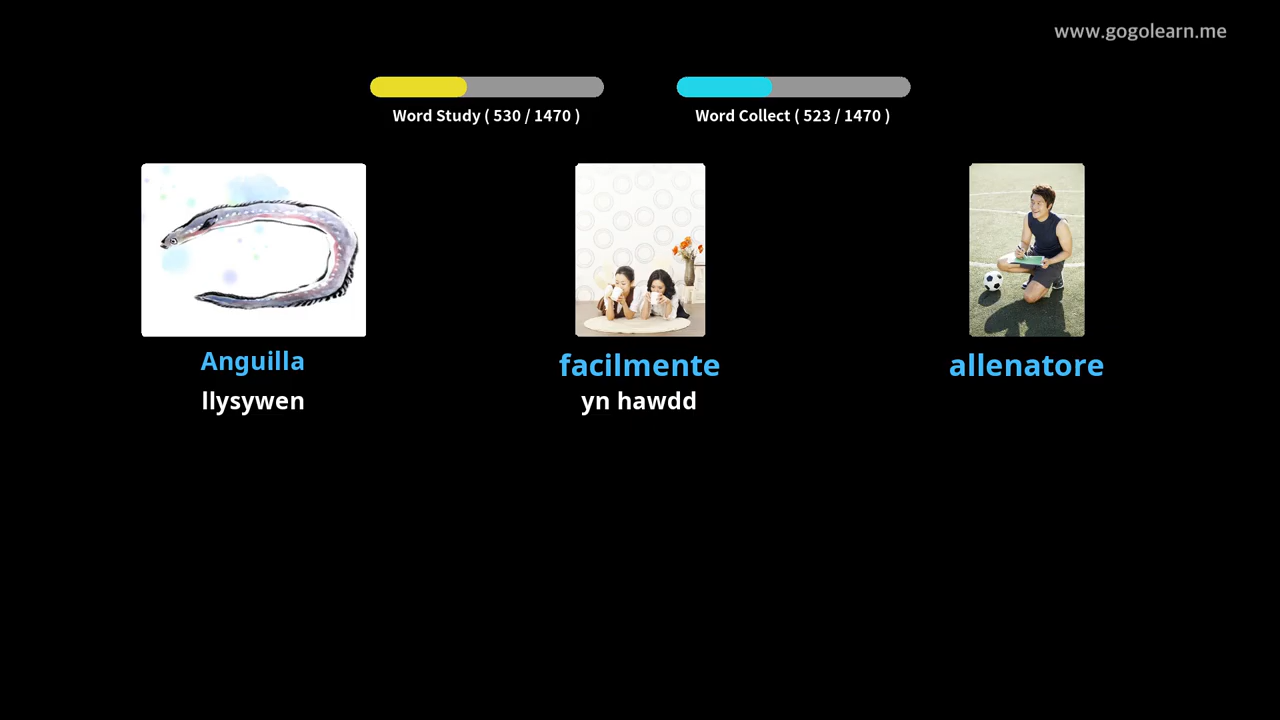 www.gogolearn.me
Word Study ( 530 / 1470 )
Word Collect ( 523 / 1470 )
Anguilla
facilmente
allenatore
llysywen
yn hawdd